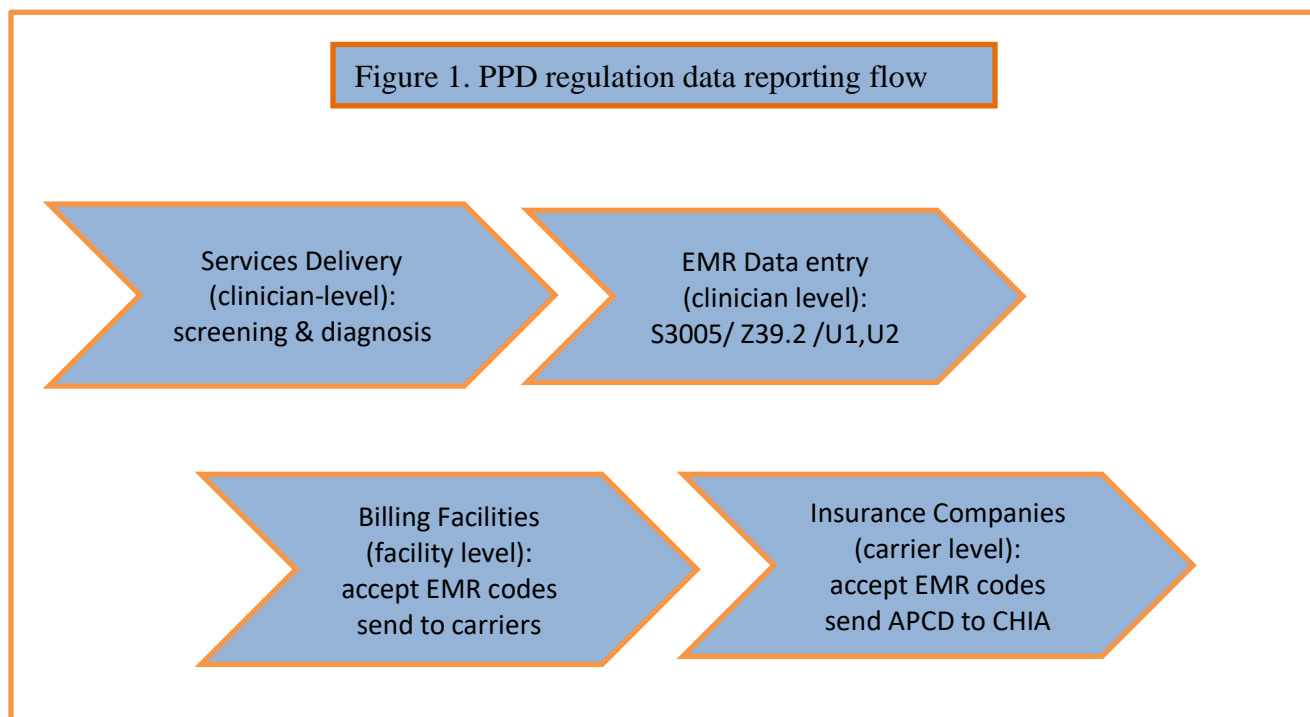 Figure 1. PPD regulation data reporting flow
Services Delivery
(clinician-level):
screening & diagnosis
EMR Data entry
(clinician level):
S3005/ Z39.2 /U1,U2
Billing Facilities
(facility level):
accept EMR codes
send to carriers
Insurance Companies
(carrier level):
accept EMR codes
send APCD to CHIA